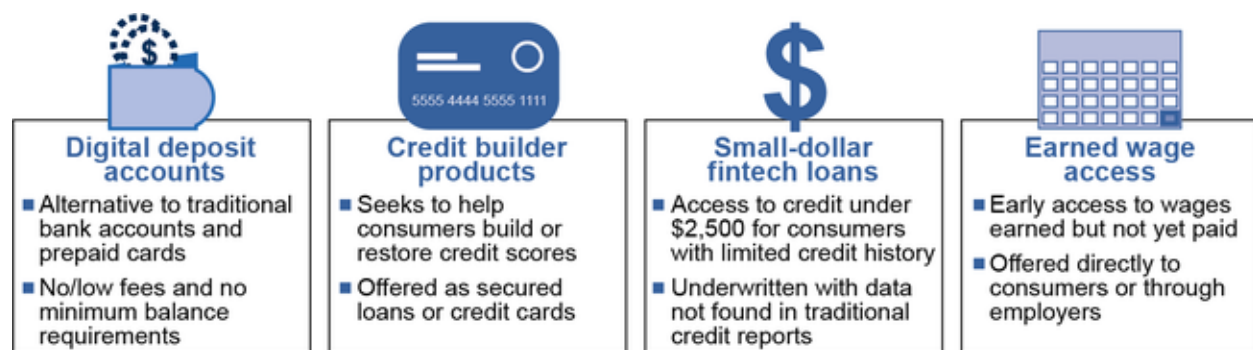 $
5555 4444 5555 1111
$
Digital deposit
accounts
■ Alternative to traditional
bank accounts and
prepaid cards
■ No/low fees and no
minimum balance
requirements
Credit builder
products
■ Seeks to help
consumers build or
restore credit scores
■ Offered as secured
loans or credit cards
Small-dollar
fintech loans
■ Access to credit under
$2,500 for consumers
with limited credit history
■ Underwritten with data
not found in traditional
credit reports
Earned wage
access
■ Early access to wages
earned but not yet paid
■ Offered directly to
consumers or through
employers